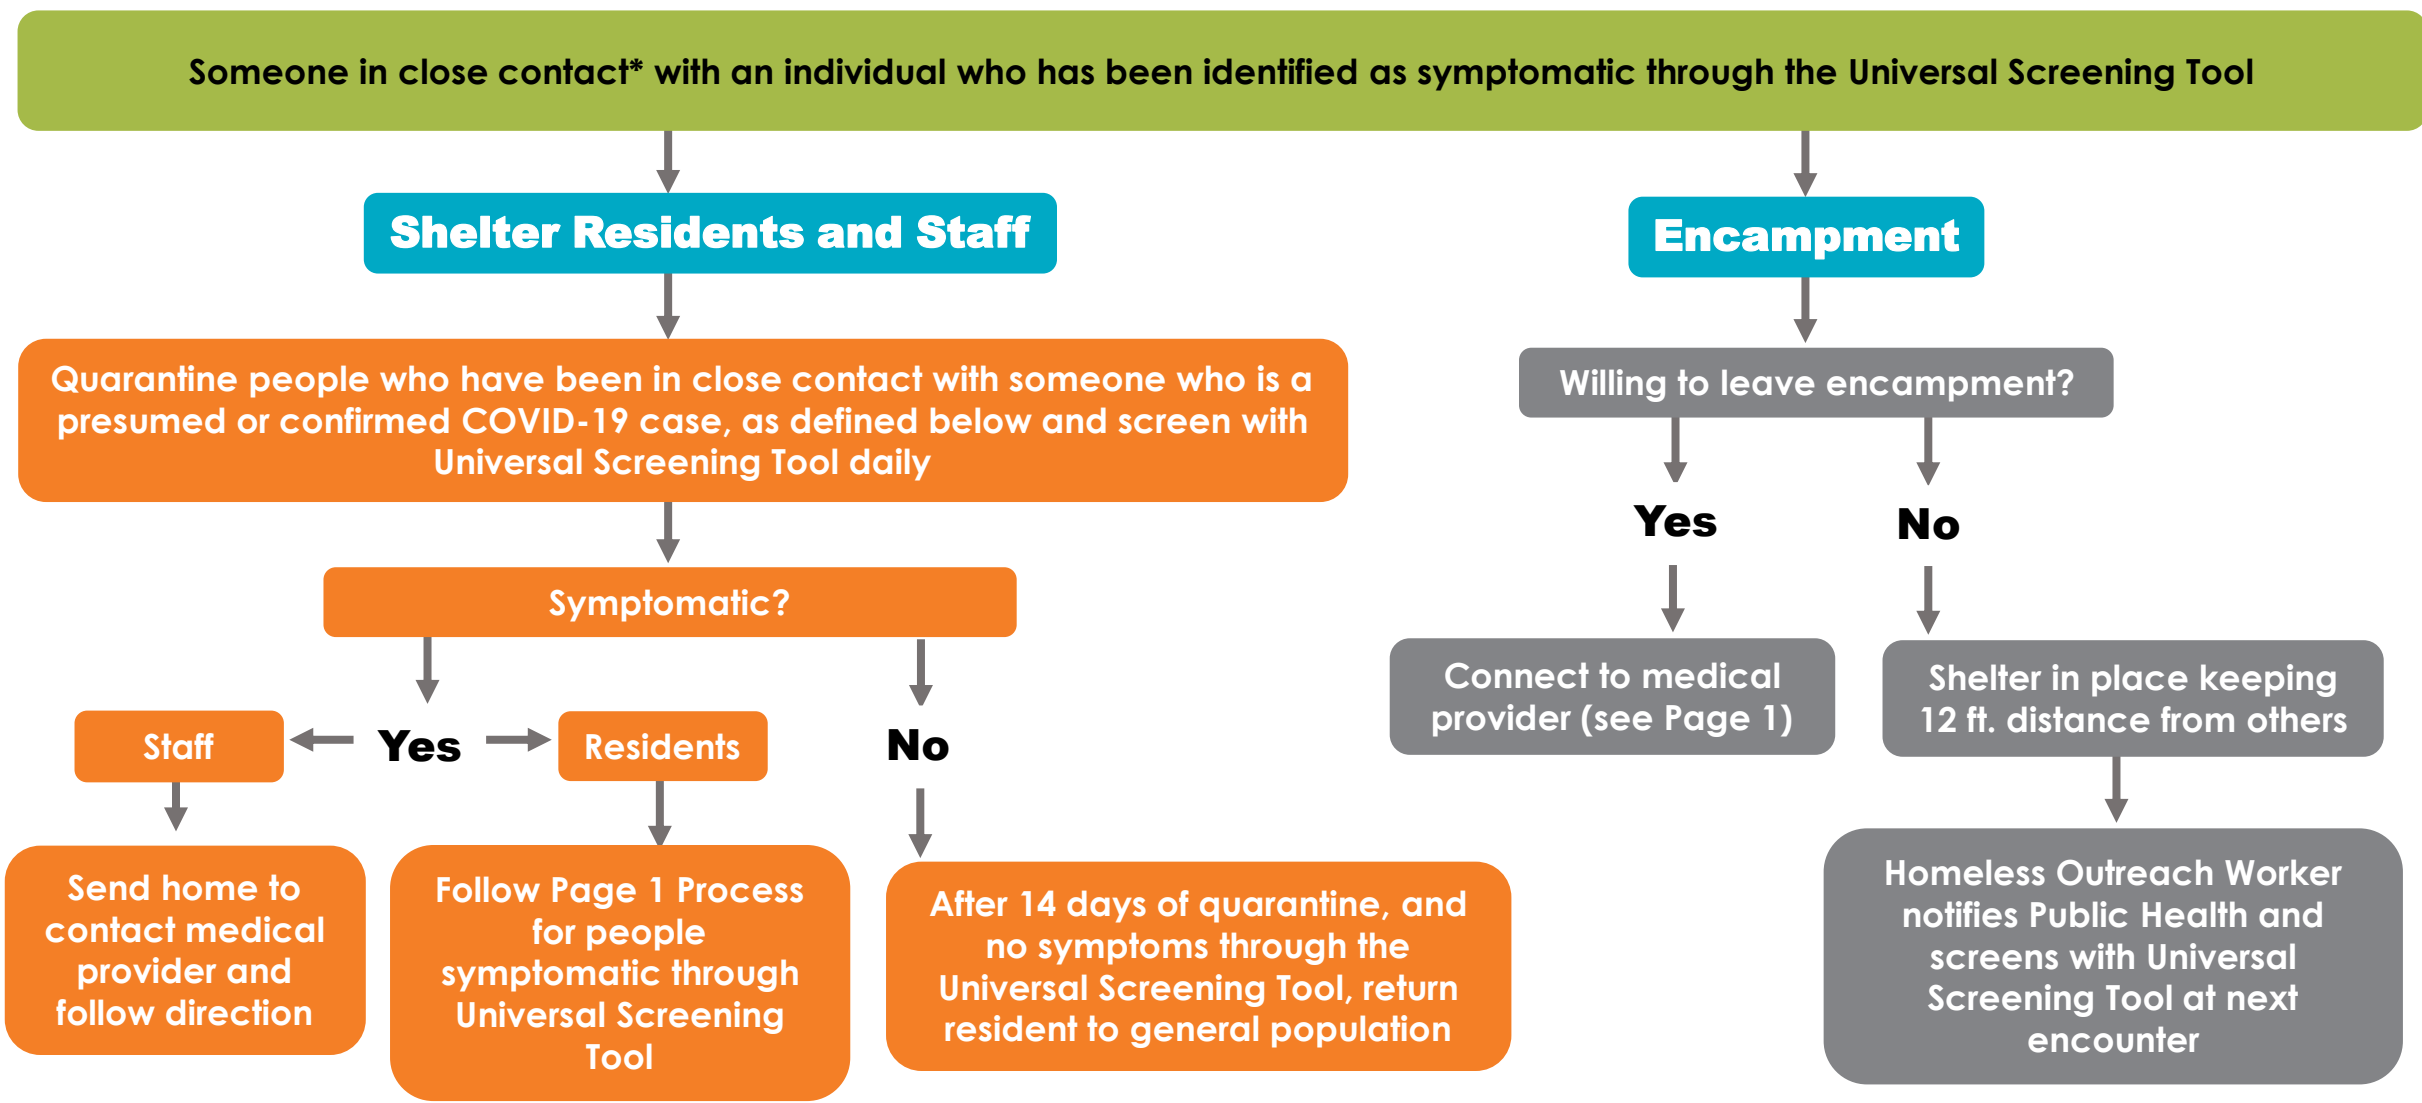 Someone in close contact* with an individual who has been identified as symptomatic through the Universal Screening Tool
Shelter Residents and Staff
Quarantine people who have been in close contact with someone who is a
presumed or confirmed COVID-19 case, as defined below and screen with
Universal Screening Tool daily
Symptomatic?
Staff
Yes
Residents
No
Send home to
contact medical
provider and
follow direction
Follow Page 1 Process
for people
symptomatic through
Universal Screening
Tool
After 14 days of quarantine, and
no symptoms through the
Universal Screening Tool, return
resident to general population
Encampment
Willing to leave encampment?
Yes
No
Connect to medical
provider (see Page 1)
Shelter in place keeping
12 ft. distance from others
Homeless Outreach Worker
notifies Public Health and
screens with Universal
Screening Tool at next
encounter